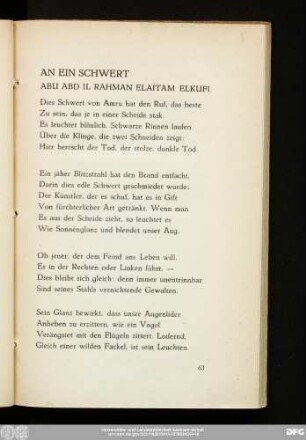 AN EIN SCHWERT
ABU ABD IL RAHMAN ELAITAM ELKUFI
Dies Schwert von Amru hat den Ruf, das beste
Zu sein, das je in einer Scheide stak.
Es leuchtet bläulich. Schwarze Rinnen laufen
Über die Klinge, die zwei Schneiden zeigt:
Hier herrscht der Tod, der stolze, dunkle Tod.
Ein jäher Blitzstrahl hat den Brand entfacht,
Darin dies edle Schwert geschmiedet wurde;
Der Künstler, der es schuf, hat es in Gift
Von fürchterlicher Art getränkt. Wenn man
Es aus der Scheide zieht, so leuchtet es
Wie Sonnenglanz und blendet unser Aug.
Ob jener, der dem Feind ans Leben will,
Es in der Rechten oder Linken führt, —
Dies bleibt sich gleich: denn immer unentrinnbar
Sind seines Stahls vernichtende Gewalten.
Sein Glanz bewirkt, dass unsre Augenlider
Anheben zu erzittern, wie ein Vogel
Verängstet mit den Flügeln zittert. Lodernd,
Gleich einer wilden Fackel, ist sein Leuchten.
61